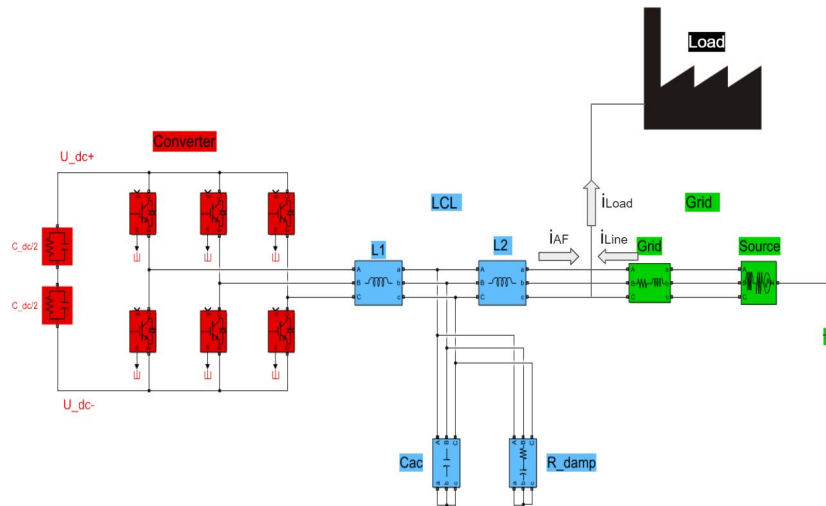 Load
Converter
U_dc+
iLoad
LCL
Grid
iAF
iLine
L1
L2
Grid
Source
C_dc/2
C_dc/2
A
a
A
a
A
a
A
B
b
B
b
B
b
B
C
c
C
c
C
c
C
U_dc-
A B C
A B C
Cac
R_damp
a b c
a b c